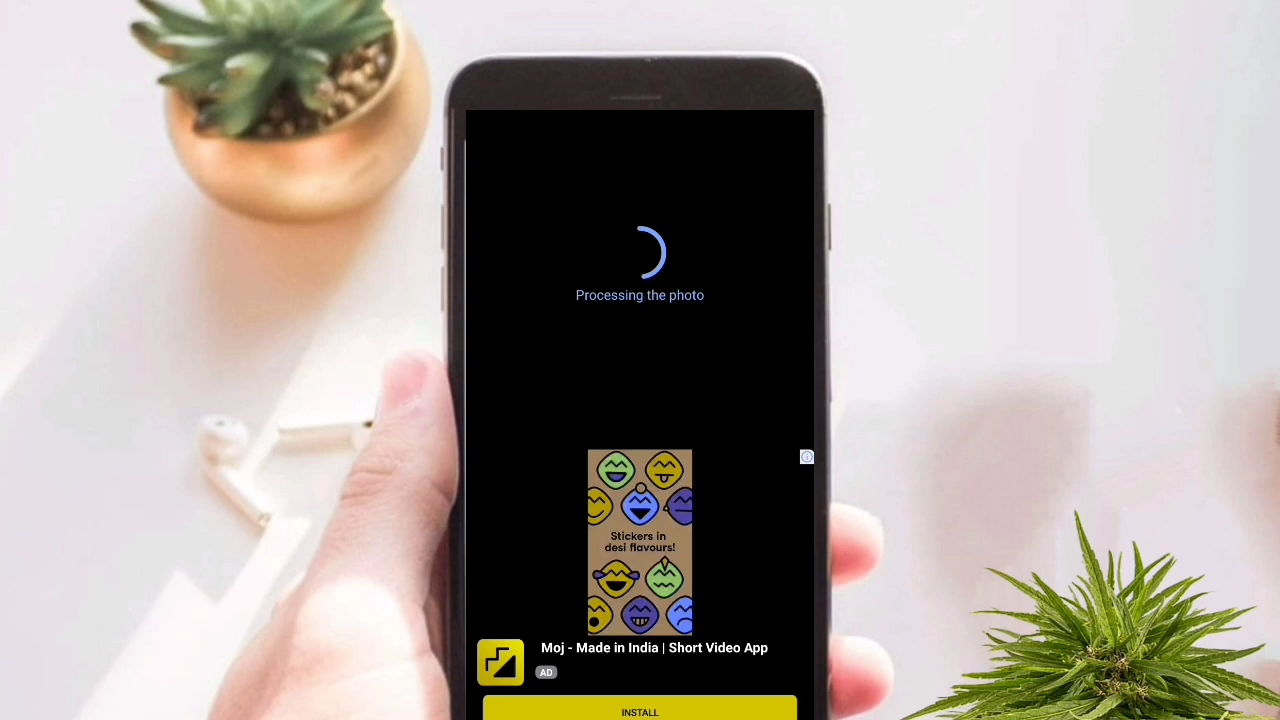 Processing the photo
Stickers in
desi flavours!
Moj - Made in India | Short Video App
AD
INSTALL